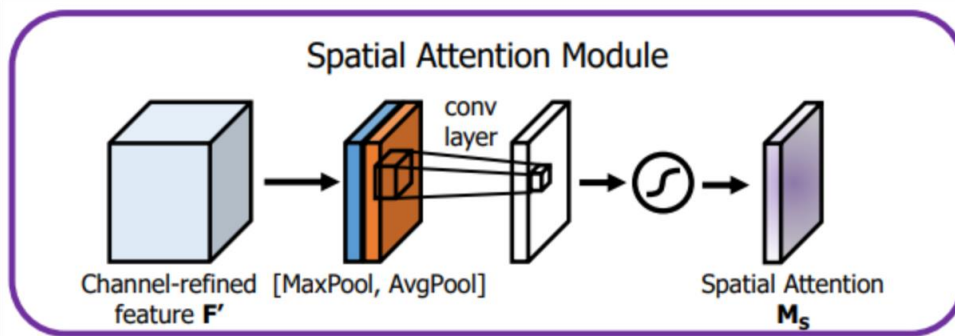 Spatial Attention Module
conv
layer
Channel-refined
feature F'
[MaxPool, AvgPool]
Spatial Attention
Ms